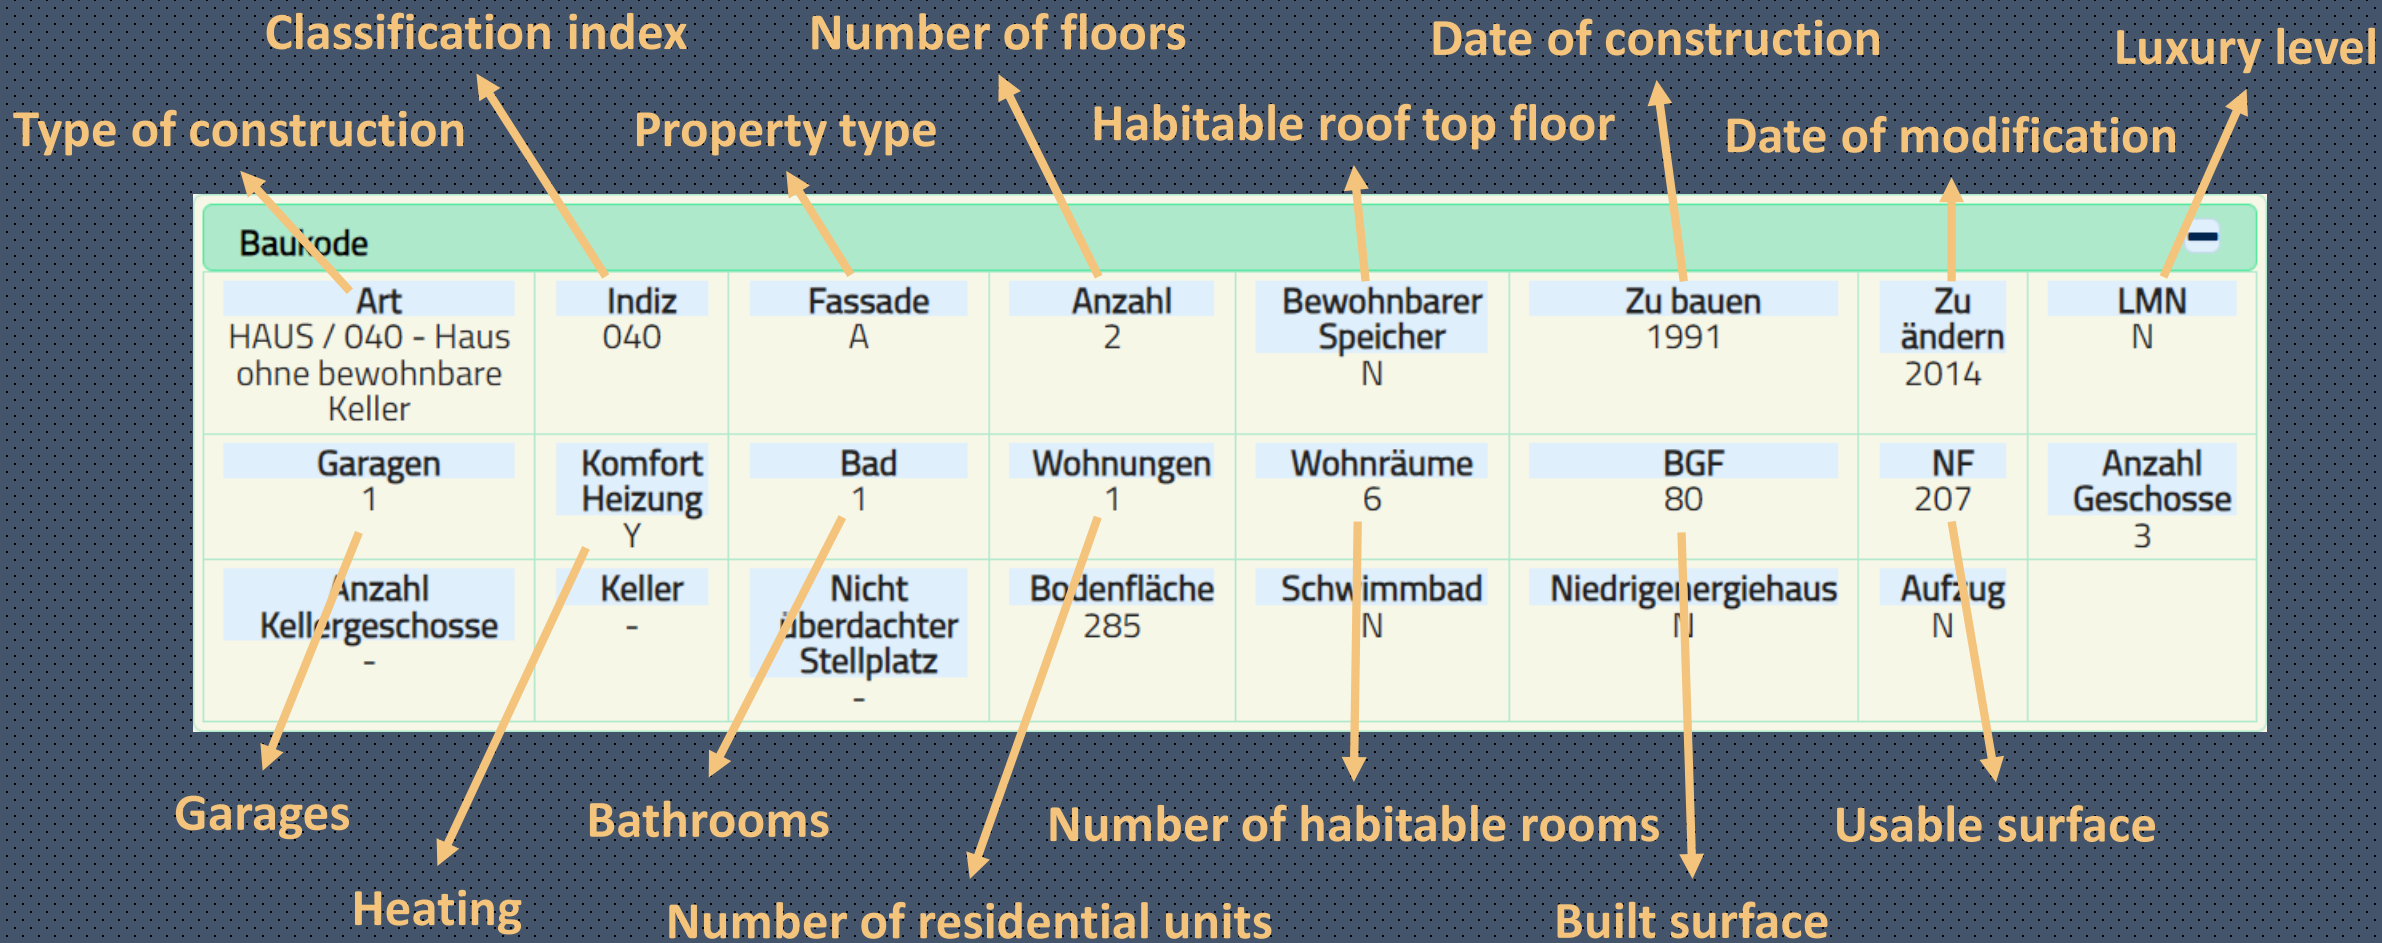 Classification index
Number of floors
Date of construction
Luxury level
Type of construction
Property type
Habitable roof top floor
Date of modification
Baukode
Art
HAUS / 040 - Haus
ohne bewohnbare
Keller
Indiz
040
Fassade
A
Anzahl
2
Bewohnbarer
Speicher
N
Zu bauen
1991
Zu
ändern
2014
LMN
N
Garagen
1
Komfort
Heizung
Y
Bad
1
Wohnungen
1
Wohnräume
6
BGF
80
NF
207
Anzahl
Geschosse
3
Anzahl
Kellergeschosse
-
Keller
-
Nicht
überdachter
Stellplatz
-
Bodenfläche
285
Schwimmbad
N
Niedrigenergiehaus
N
Aufzug
N
Garages
Bathrooms
Number of habitable rooms
Usable surface
Heating
Number of residential units
Built surface